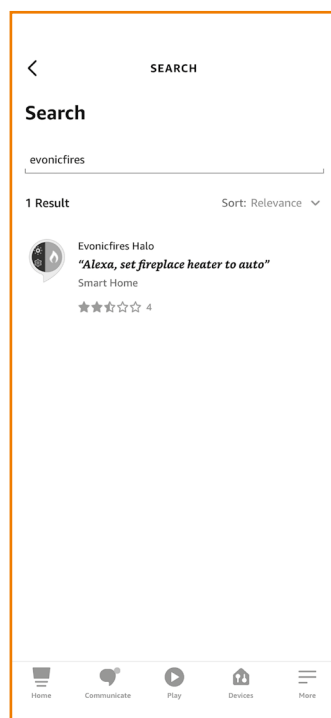 SEARCH
Search
evonicfires
1 Result
Sort: Relevance
Evonicfires Halo
“Alexa, set fireplace heater to auto”
Smart Home
4
Home
Communicate
Play
Devices
More